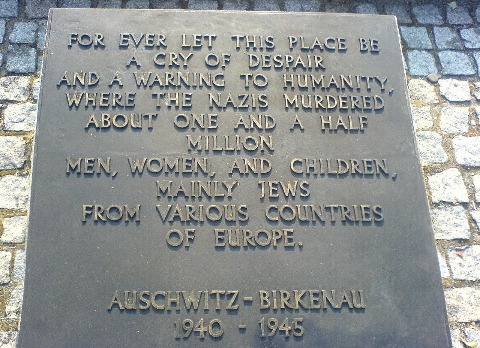 FOR EVER LET THIS PLACE BE
A CRY OF DESPAIR
AND A WARNING TO HUMANITY,
WHERE THE NAZIS MURDERED
ABOUT ONE AND A HALF
MILLION
MEN, WOMEN, AND CHILDREN,
MAINLY JEWS
FROM VARIOUS COUNTRIES
OF EUROPE.
AUSCHWITZ - BIRKENAU
1940 - 1945